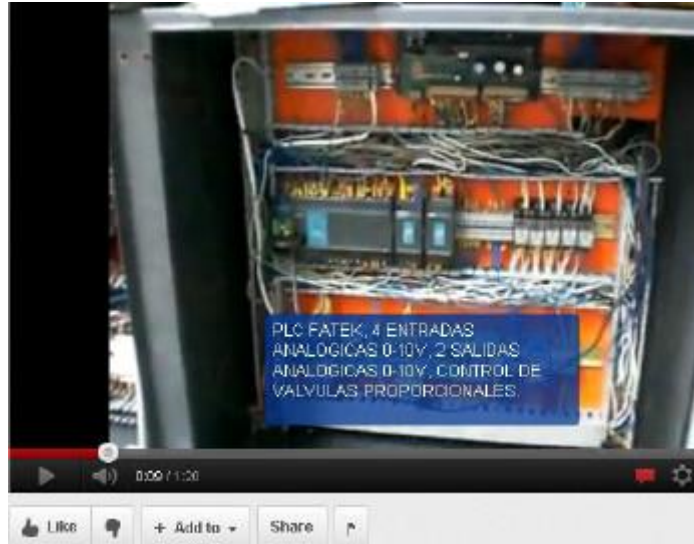 PLC FATEK, 4 ENTRADAS
ANALOGICAS 0-10V, 2 SALIDAS
ANALOGICAS 0-10V, CONTROL DE
VALVULAS PROPORCIONALES.
0:09 / 1:20
Like
+ Add to
Share